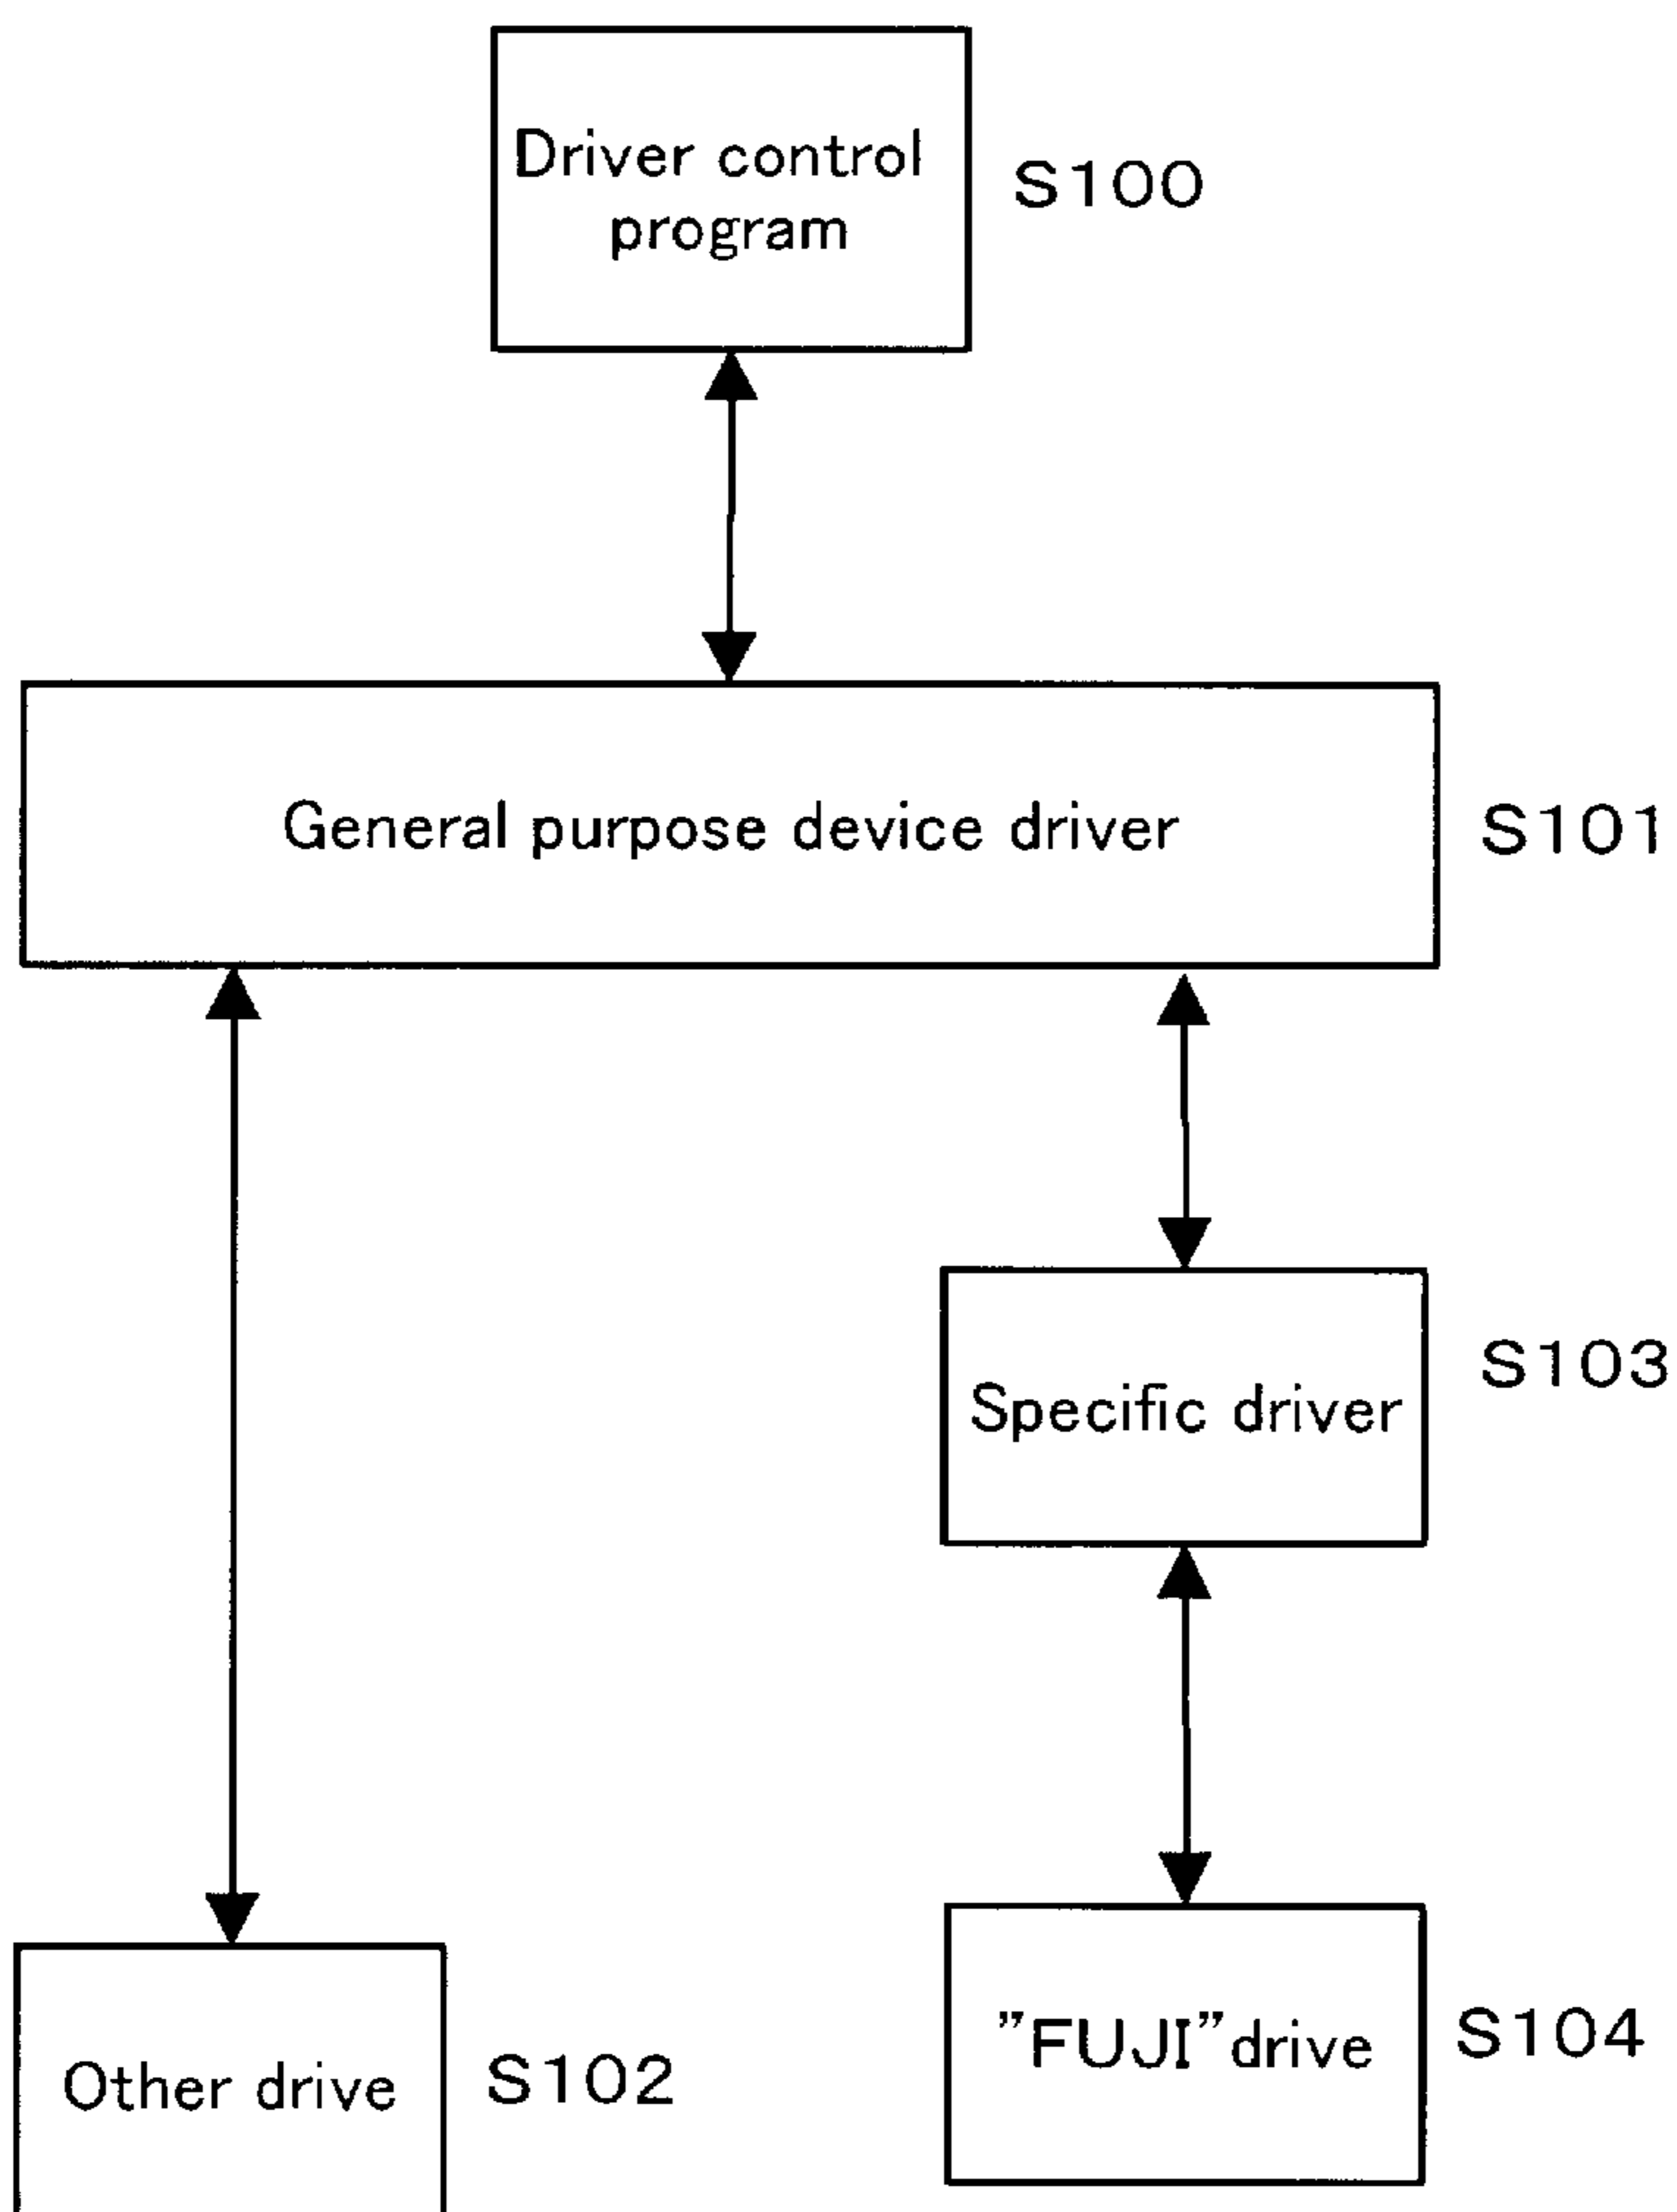 Driver control
program
S100
General purpose device driver
S101
Specific driver
S103
"FUJI"drive
S104
Other drive
S102